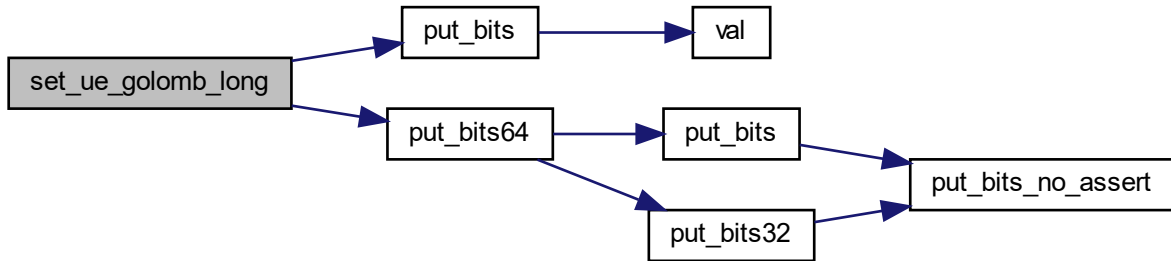 put_bits
val
set_ue_golomb_long
put_bits64
put_bits
put_bits_no_assert
put_bits32